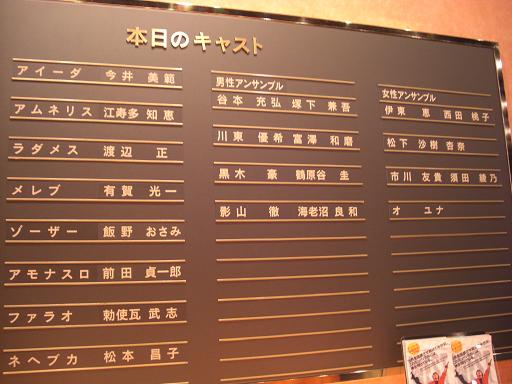 本日のキャスト
アイーダ 今井 美範
アムネリス 江寿多 知恵
ラダメス 渡辺 正
メレブ 有賀 光一
ゾーザー 飯野 おさみ
アモナスロ 前田 貞一郎
ファラオ 勅使瓦 武志
ネヘブカ 松本 昌子
男性アンサンブル
谷本 充弘 塚下 兼吾
川東 優希 富澤 和磨
黒木 豪 鶴原谷 圭
影山 徹 海老沼 良和
女性アンサンブル
伊東 恵 西田 桃子
松下 沙樹 杏奈
市川 友貴 須田 綾乃
オ ユナ